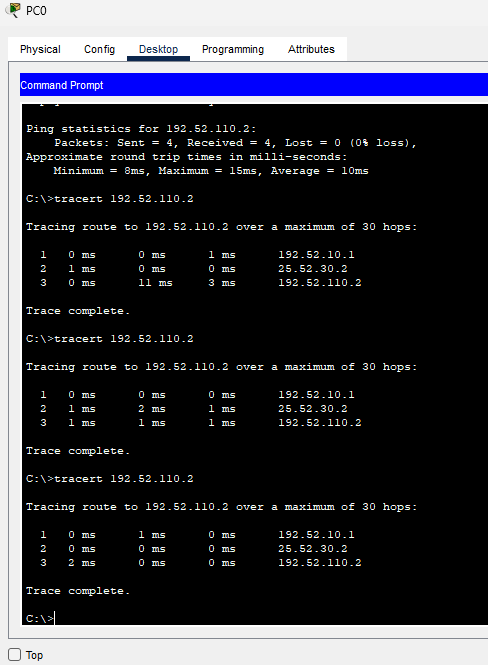 PC0
Physical Config Desktop Programming Attributes
Command Prompt
Ping statistics for 192.52.110.2:
    Packets: Sent = 4, Received = 4, Lost = 0 (0% loss),
Approximate round trip times in milli-seconds:
    Minimum = 8ms, Maximum = 15ms, Average = 10ms
C:\>tracert 192.52.110.2
Tracing route to 192.52.110.2 over a maximum of 30 hops:
  1   0 ms      0 ms      1 ms      192.52.10.1
  2   1 ms      0 ms      0 ms      25.52.30.2
  3   0 ms      11 ms     3 ms      192.52.110.2
Trace complete.
C:\>tracert 192.52.110.2
Tracing route to 192.52.110.2 over a maximum of 30 hops:
  1   0 ms      0 ms      0 ms      192.52.10.1
  2   1 ms      2 ms      1 ms      25.52.30.2
  3   1 ms      1 ms      1 ms      192.52.110.2
Trace complete.
C:\>tracert 192.52.110.2
Tracing route to 192.52.110.2 over a maximum of 30 hops:
  1   0 ms      1 ms      0 ms      192.52.10.1
  2   0 ms      0 ms      0 ms      25.52.30.2
  3   2 ms      0 ms      0 ms      192.52.110.2
Trace complete.
C:\>
Top